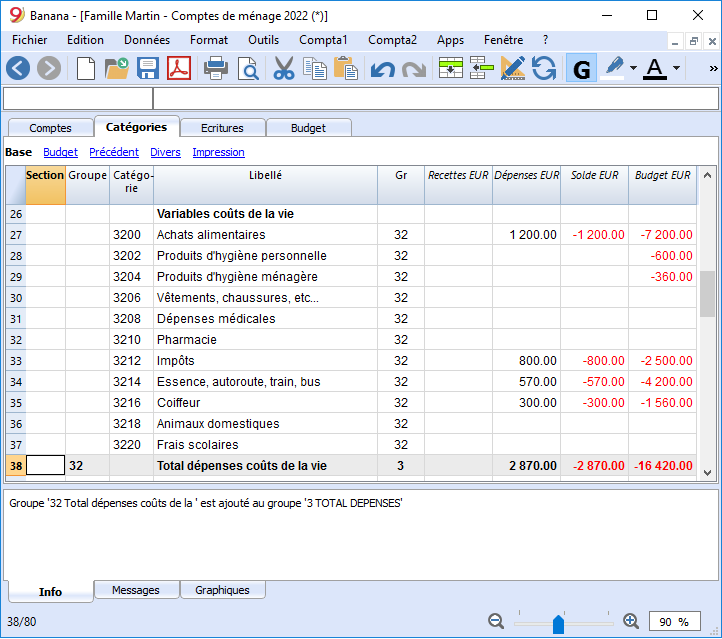 Banana - [Famille Martin - Comptes de ménage 2022 (*)]
Fichier Edition Données Format Outils Compta1 Compta2 Apps Fenêtre ?
G A »
Comptes Catégories Ecritures Budget
Base Budget Précédent Divers Impression
Section Groupe Catégo- rie Libellé Gr Recettes EUR Dépenses EUR Solde EUR Budget EUR
26 Variables coûts de la vie
27 3200 Achats alimentaires 32 1 200.00 -1 200.00 -7 200.00
28 3202 Produits d'hygiène personnelle 32 -600.00
29 3204 Produits d'hygiène ménagère 32 -360.00
30 3206 Vêtements, chaussures, etc... 32
31 3208 Dépenses médicales 32
32 3210 Pharmacie 32
33 3212 Impôts 32 800.00 -800.00 -2 500.00
34 3214 Essence, autoroute, train, bus 32 570.00 -570.00 -4 200.00
35 3216 Coiffeur 32 300.00 -300.00 -1 560.00
36 3218 Animaux domestiques 32
37 3220 Frais scolaires 32
38 32 Total dépenses coûts de la vie 3 2 870.00 -2 870.00 -16 420.00
Groupe '32 Total dépenses coûts de la ' est ajouté au groupe '3 TOTAL DEPENSES'
Info Messages Graphiques
38/80 90 %